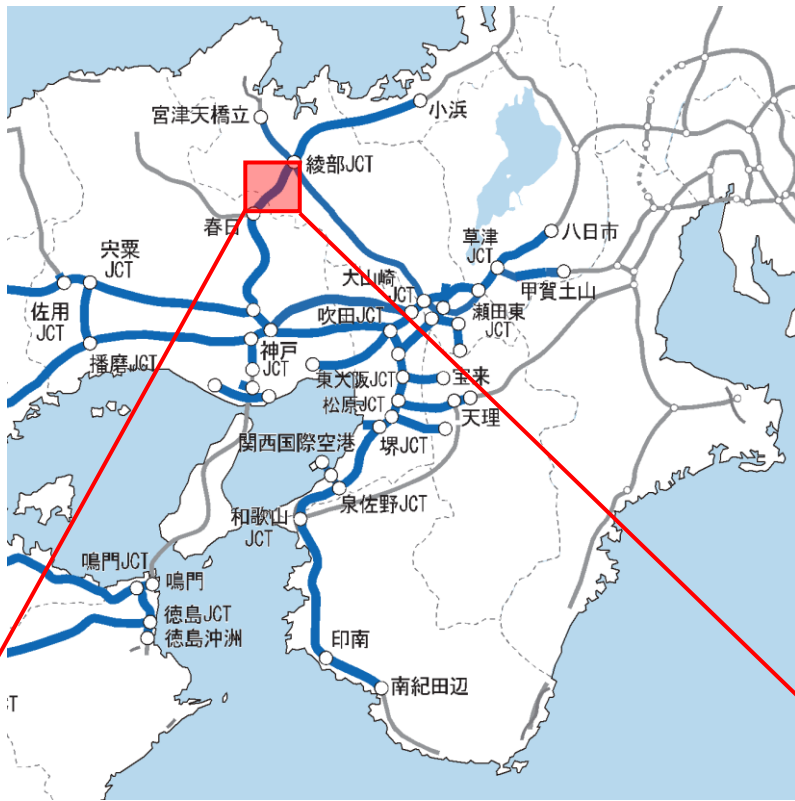 宮津天橋立
小浜
綾部JCT
春日
八日市
草津
JCT
宍粟
JCT
大山崎
JCT
甲賀土山
佐用
JCT
吹田JCT
瀬田東
JCT
播磨JCT
神戸
JCT
東大阪JCT
宝来
松原JCT
天理
関西国際空港
堺JCT
泉佐野JCT
和歌山
JCT
鳴門JCT
鳴門
徳島JCT
徳島沖洲
印南
南紀田辺
CT